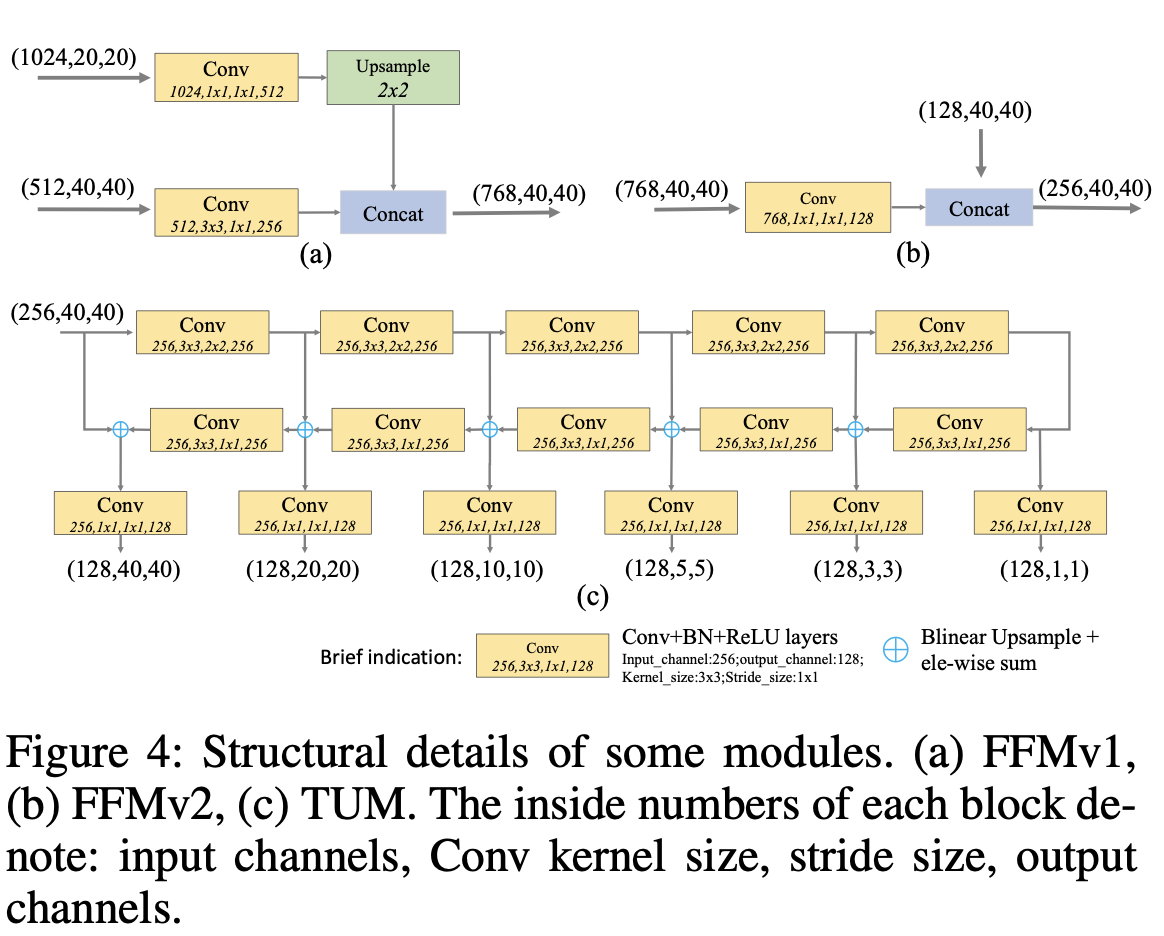 (1024,20,20)
Conv
1024,1x1,1x1,512
Upsample
2x2
(512,40,40)
Conv
512,3x3,1x1,256
Concat
(768,40,40)
(a)
(128,40,40)
(768,40,40)
Conv
768,1x1,1x1,128
Concat
(256,40,40)
(b)
(256,40,40)
Conv
256,3x3,2x2,256
Conv
256,3x3,2x2,256
Conv
256,3x3,2x2,256
Conv
256,3x3,2x2,256
Conv
256,3x3,2x2,256
Conv
256,3x3,1x1,256
Conv
256,3x3,1x1,256
Conv
256,3x3,1x1,256
Conv
256,3x3,1x1,256
Conv
256,3x3,1x1,256
Conv
256,1x1,1x1,128
Conv
256,1x1,1x1,128
Conv
256,1x1,1x1,128
Conv
256,1x1,1x1,128
Conv
256,1x1,1x1,128
Conv
256,1x1,1x1,128
(128,40,40)
(128,20,20)
(128,10,10)
(128,5,5)
(128,3,3)
(128,1,1)
(c)
Brief indication:
Conv
256,3x3,1x1,128
Conv+BN+ReLU layers
Input_channel:256;output_channel:128;
Kernel_size:3x3;Stride_size:1x1
Blinear Upsample +
ele-wise sum
Figure 4: Structural details of some modules. (a) FFMv1,
(b) FFMv2, (c) TUM. The inside numbers of each block de-
note: input channels, Conv kernel size, stride size, output
channels.